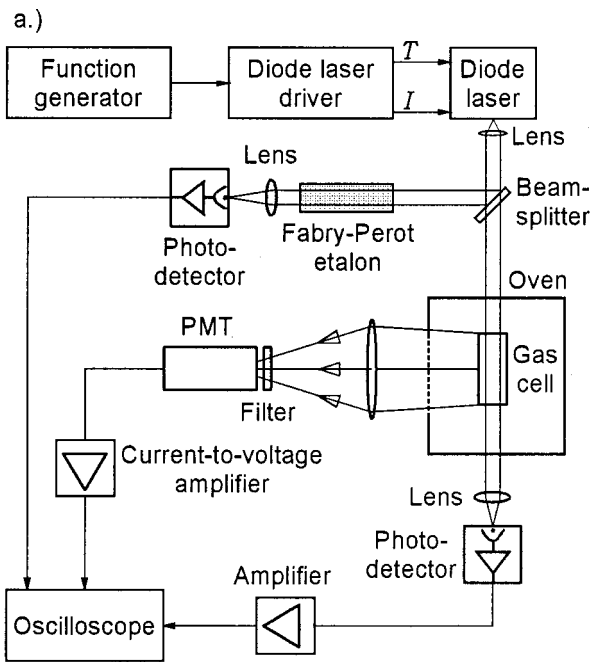 a.)
Function
generator
Diode laser
driver
T
I
Diode
laser
Lens
Lens
Beam-
splitter
Fabry-Perot
etalon
Photo-
detector
Oven
PMT
Gas
cell
Filter
Current-to-voltage
amplifier
Lens
Photo-
detector
Amplifier
Oscilloscope